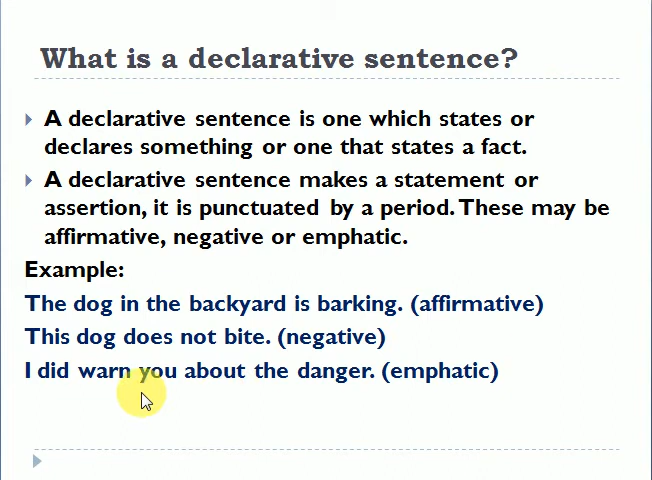 What is a declarative sentence?
A declarative sentence is one which states or
declares something or one that states a fact.
A declarative sentence makes a statement or
assertion, it is punctuated by a period. These may be
affirmative, negative or emphatic.
Example:
The dog in the backyard is barking. (affirmative)
This dog does not bite. (negative)
I did warn you about the danger. (emphatic)